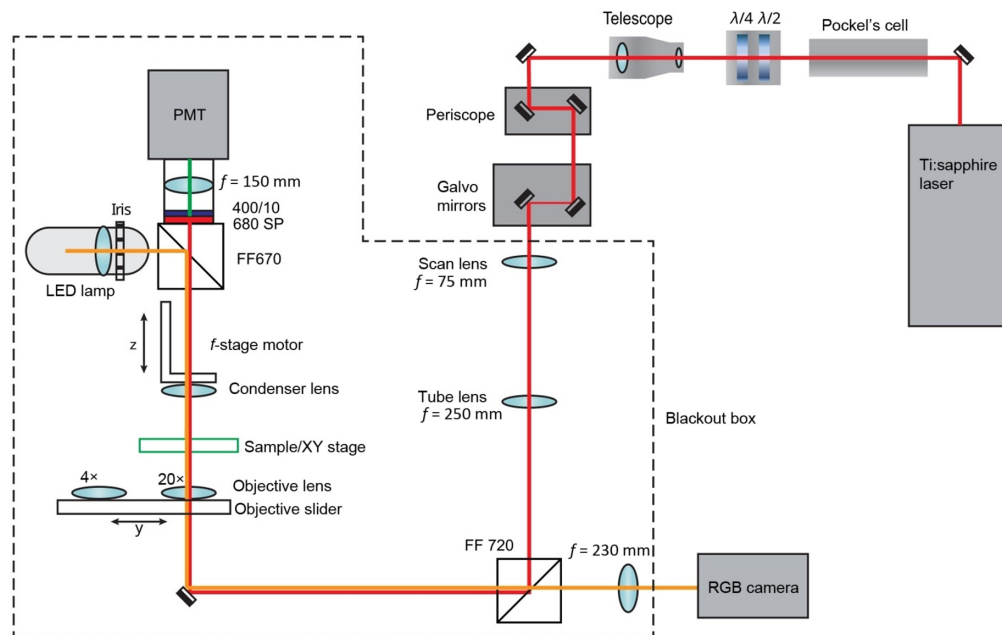 Telescope
λ/4 λ/2
Pockel's cell
PMT
Periscope
Ti:sapphire
laser
f = 150 mm
Galvo
mirrors
Iris
400/10
680 SP
FF670
LED lamp
Scan lens
f = 75 mm
z
f-stage motor
Condenser lens
Tube lens
f = 250 mm
Blackout box
Sample/XY stage
4×
20×
Objective lens
Objective slider
y
FF 720
f = 230 mm
RGB camera